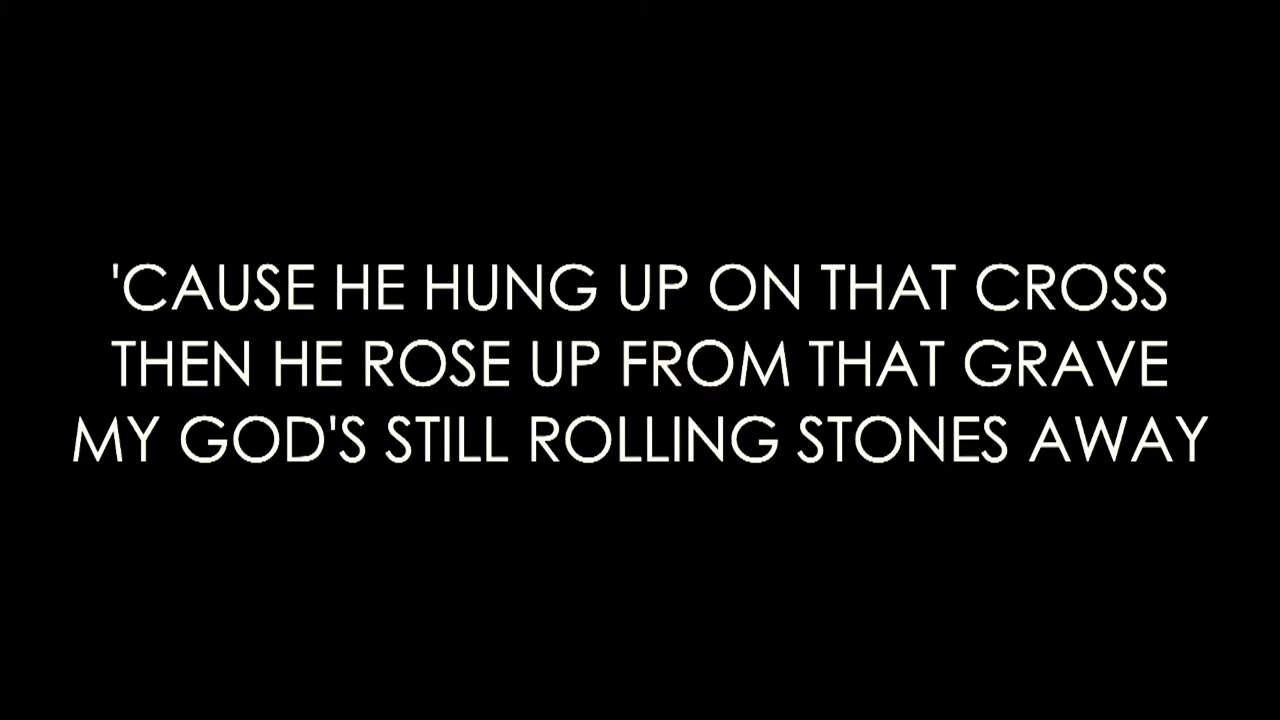 'CAUSE HE HUNG UP ON THAT CROSS
THEN HE ROSE UP FROM THAT GRAVE
MY GOD'S STILL ROLLING STONES AWAY